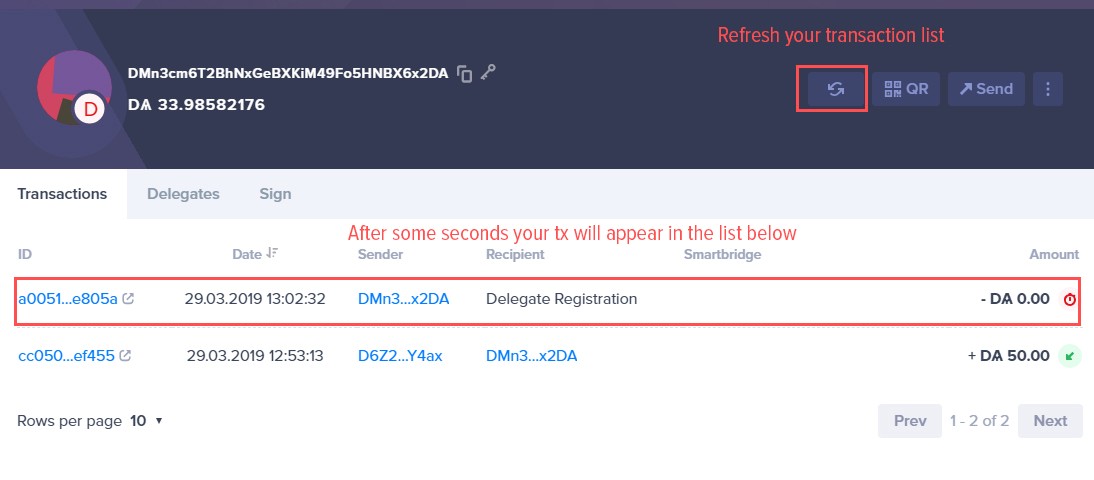 Refresh your transaction list
DMn3cm6T2BhNxGeBXKiM49Fo5HNBX6x2DA
D
DѦ 33.98582176
QR
Send
Transactions Delegates Sign
After some seconds your tx will appear in the list below
ID Date Sender Recipient Smartbridge Amount
a0051...e805a 29.03.2019 13:02:32 DMn3...x2DA Delegate Registration - DѦ 0.00
cc050...ef455 29.03.2019 12:53:13 D6Z2...Y4ax DMn3...x2DA + DѦ 50.00
Rows per page 10 Prev 1 - 2 of 2 Next